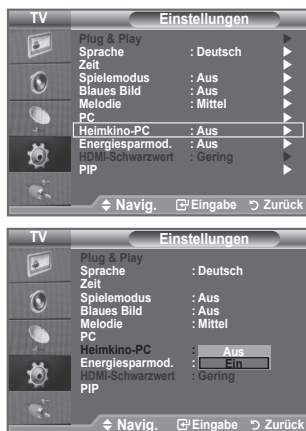 TV Einstellungen
Plug & Play
Sprache : Deutsch
Zeit
Spielemodus : Aus
Blaues Bild : Aus
Melodie : Mittel
PC
Heimkino-PC : Aus
Energiesparmod. : Aus
HDMI-Schwarzwert : Gering
PIP
Navig. Eingabe Zurück
TV Einstellungen
Plug & Play
Sprache : Deutsch
Zeit
Spielemodus : Aus
Blaues Bild : Aus
Melodie : Mittel
PC
Heimkino-PC : Aus
Energiesparmod. : Ein
HDMI-Schwarzwert : Gering
PIP
Navig. Eingabe Zurück